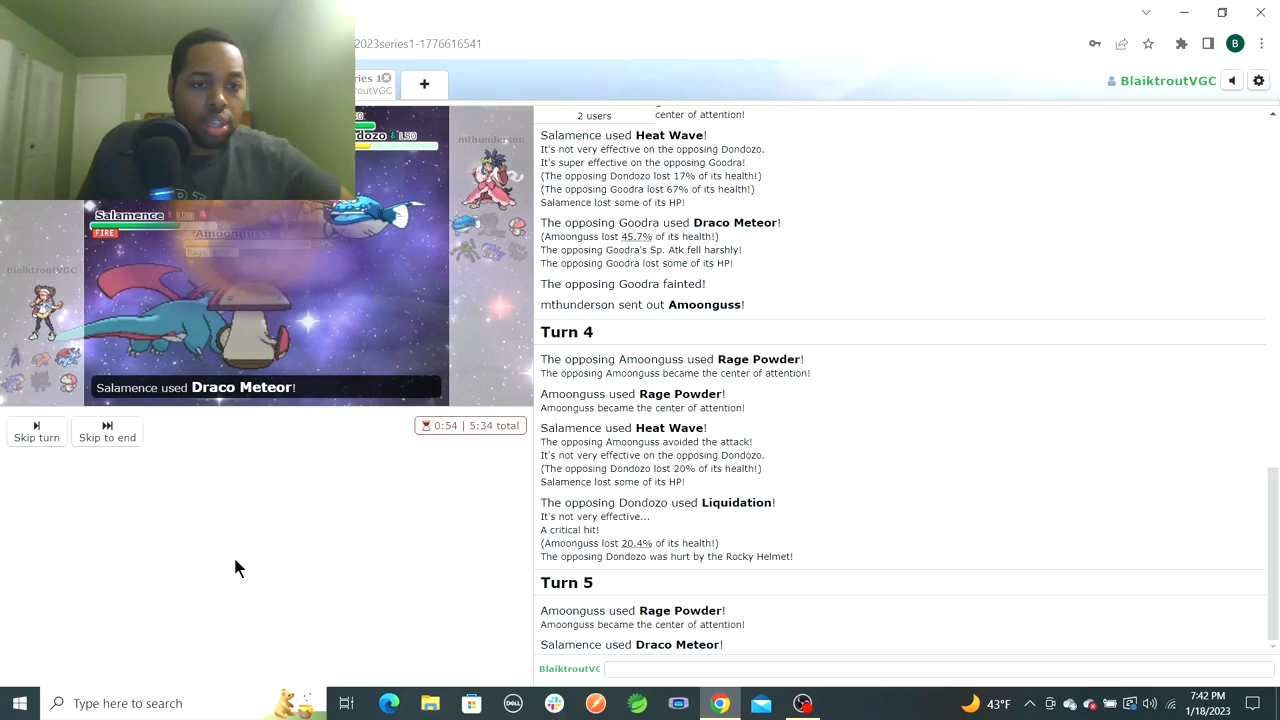 2023series1-1776616541
B
ries 1
routVGC
+
BlaiktroutVGC
2 users
center of attention!
Salamence used Heat Wave!
It's not very effective on the opposing Dondozo.
It's super effective on the opposing Goodra!
(The opposing Dondozo lost 17% of its health!)
(The opposing Goodra lost 67% of its health!)
Salamence lost some of its HP!
The opposing Goodra used Draco Meteor!
(Amoonguss lost 45.7% of its health!)
The opposing Goodra's Sp. Atk fell harshly!
The opposing Goodra lost some of its HP!
The opposing Goodra fainted!
mthunderson sent out Amoonguss!
Turn 4
The opposing Amoonguss used Rage Powder!
The opposing Amoonguss became the center of attention!
Amoonguss used Rage Powder!
Amoonguss became the center of attention!
Salamence used Heat Wave!
The opposing Amoonguss avoided the attack!
It's not very effective on the opposing Dondozo.
(The opposing Dondozo lost 20% of its health!)
Salamence lost some of its HP!
The opposing Dondozo used Liquidation!
It's not very effective...
A critical hit!
(Amoonguss lost 20.4% of its health!)
The opposing Dondozo was hurt by the Rocky Helmet!
Turn 5
Amoonguss used Rage Powder!
Amoonguss became the center of attention!
Salamence used Draco Meteor!
BlaiktroutVC
dozo L50
mthunderson
Salamence L50
FIRE
Amoonguss
BlaiktroutVGC
Salamence used Draco Meteor!
Skip turn
Skip to end
0:54 | 5:34 total
Type here to search
DELL
43°F
7:42 PM
1/18/2023